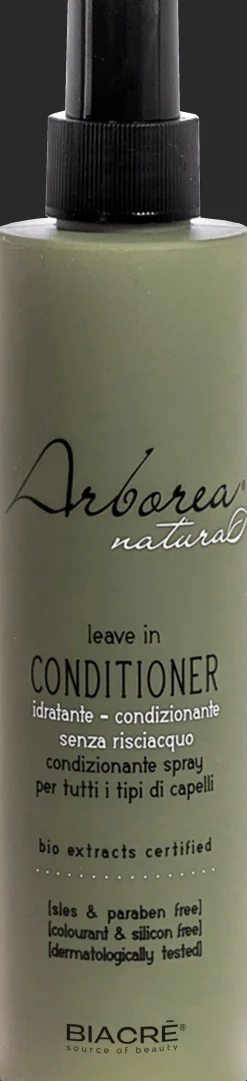 Arborea®
natural
leave in
CONDITIONER
idratante - condizionante
senza risciacquo
condizionante spray
per tutti i tipi di capelli
bio extracts certified
[sles & paraben free]
[colourant & silicon free]
[dermatologically tested]
BIACRÈ®
source of beauty